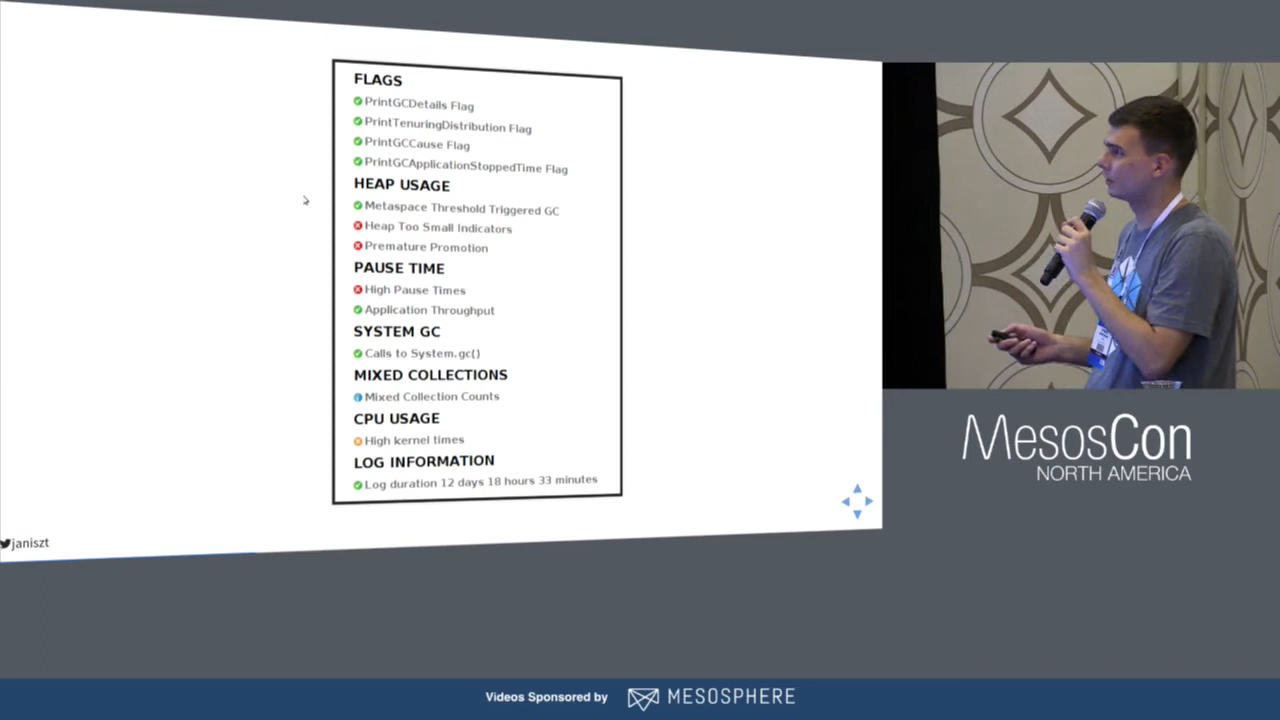 FLAGS
PrintGCDetails Flag
PrintTenuringDistribution Flag
PrintGCCause Flag
PrintGCApplicationStoppedTime Flag
HEAP USAGE
Metaspace Threshold Triggered GC
Heap Too Small Indicators
Premature Promotion
PAUSE TIME
High Pause Times
Application Throughput
SYSTEM GC
Calls to System.gc()
MIXED COLLECTIONS
Mixed Collection Counts
CPU USAGE
High kernel times
LOG INFORMATION
Log duration 12 days 18 hours 33 minutes
janiszt
MesosCon
NORTH AMERICA
Videos Sponsored by
MESOSPHERE